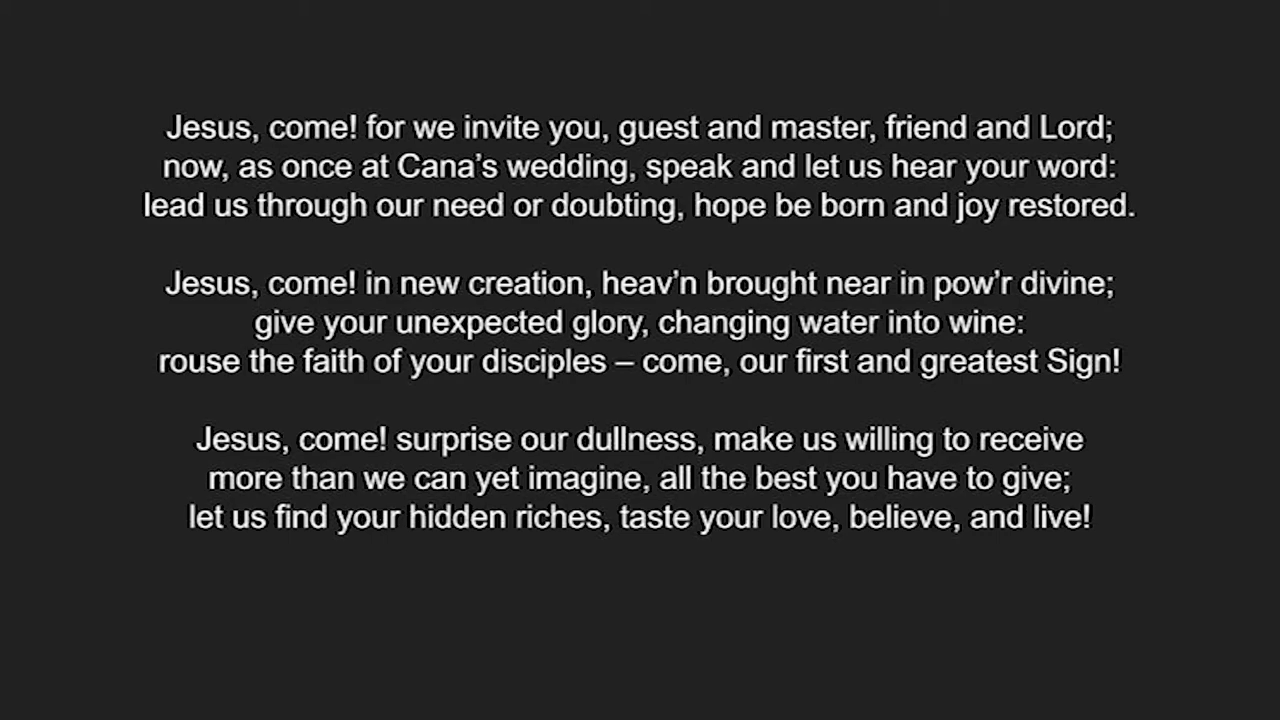 Jesus, come! for we invite you, guest and master, friend and Lord;
now, as once at Cana’s wedding, speak and let us hear your word:
lead us through our need or doubting, hope be born and joy restored.
Jesus, come! in new creation, heav’n brought near in pow’r divine;
give your unexpected glory, changing water into wine:
rouse the faith of your disciples – come, our first and greatest Sign!
Jesus, come! surprise our dullness, make us willing to receive
more than we can yet imagine, all the best you have to give;
let us find your hidden riches, taste your love, believe, and live!